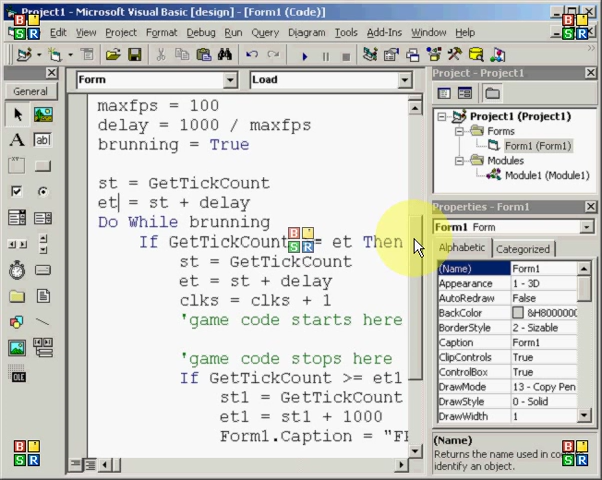 Project1 - Microsoft Visual Basic [design] - [Form1 (Code)]
Edit View Project Format Debug Run Query Diagram Tools Add-Ins Window Help
General
Form
Load
maxfps = 100
delay = 1000 / maxfps
brunning = True
st = GetTickCount
et = st + delay
Do While brunning
If GetTickCount = et Then
st = GetTickCount
et = st + delay
clks = clks + 1
'game code starts here
'game code stops here
If GetTickCount >= et1
st1 = GetTickCount
et1 = st1 + 1000
Form1.Caption = "
Project - Project1
Project1 (Project1)
Forms
Form1 (Form1)
Modules
Module1 (Module1)
Properties - Form1
Form1 Form
Alphabetic Categorized
(Name) Form1
Appearance 1 - 3D
AutoRedraw False
BackColor &H8000000
BorderStyle 2 - Sizable
Caption Form1
ClipControls True
ControlBox True
DrawMode 13 - Copy Pen
DrawStyle 0 - Solid
DrawWidth 1
(Name)
Returns the name used in
identify an object.
B
S R
B
S R
B
S R
B
S R
B
S R